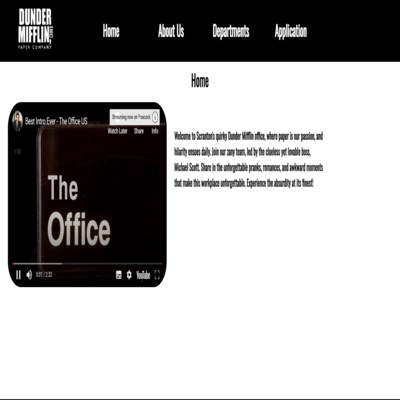 DUNDER
MIFFLIN
PAPER COMPANY
Home
About Us
Departments
Application
Home
Best Intro Ever - The Office US
Streaming now on Peacock
Watch Later
Share
Info
The
Office
0:01 / 2:22
YouTube
Welcome to Scranton's quirky Dunder Mifflin office, where paper is our passion, and
hilarity ensues daily. Join our zany team, led by the clueless yet lovable boss,
Michael Scott. Share in the unforgettable pranks, romances, and awkward moments
that make this workplace unforgettable. Experience the absurdity at its finest!